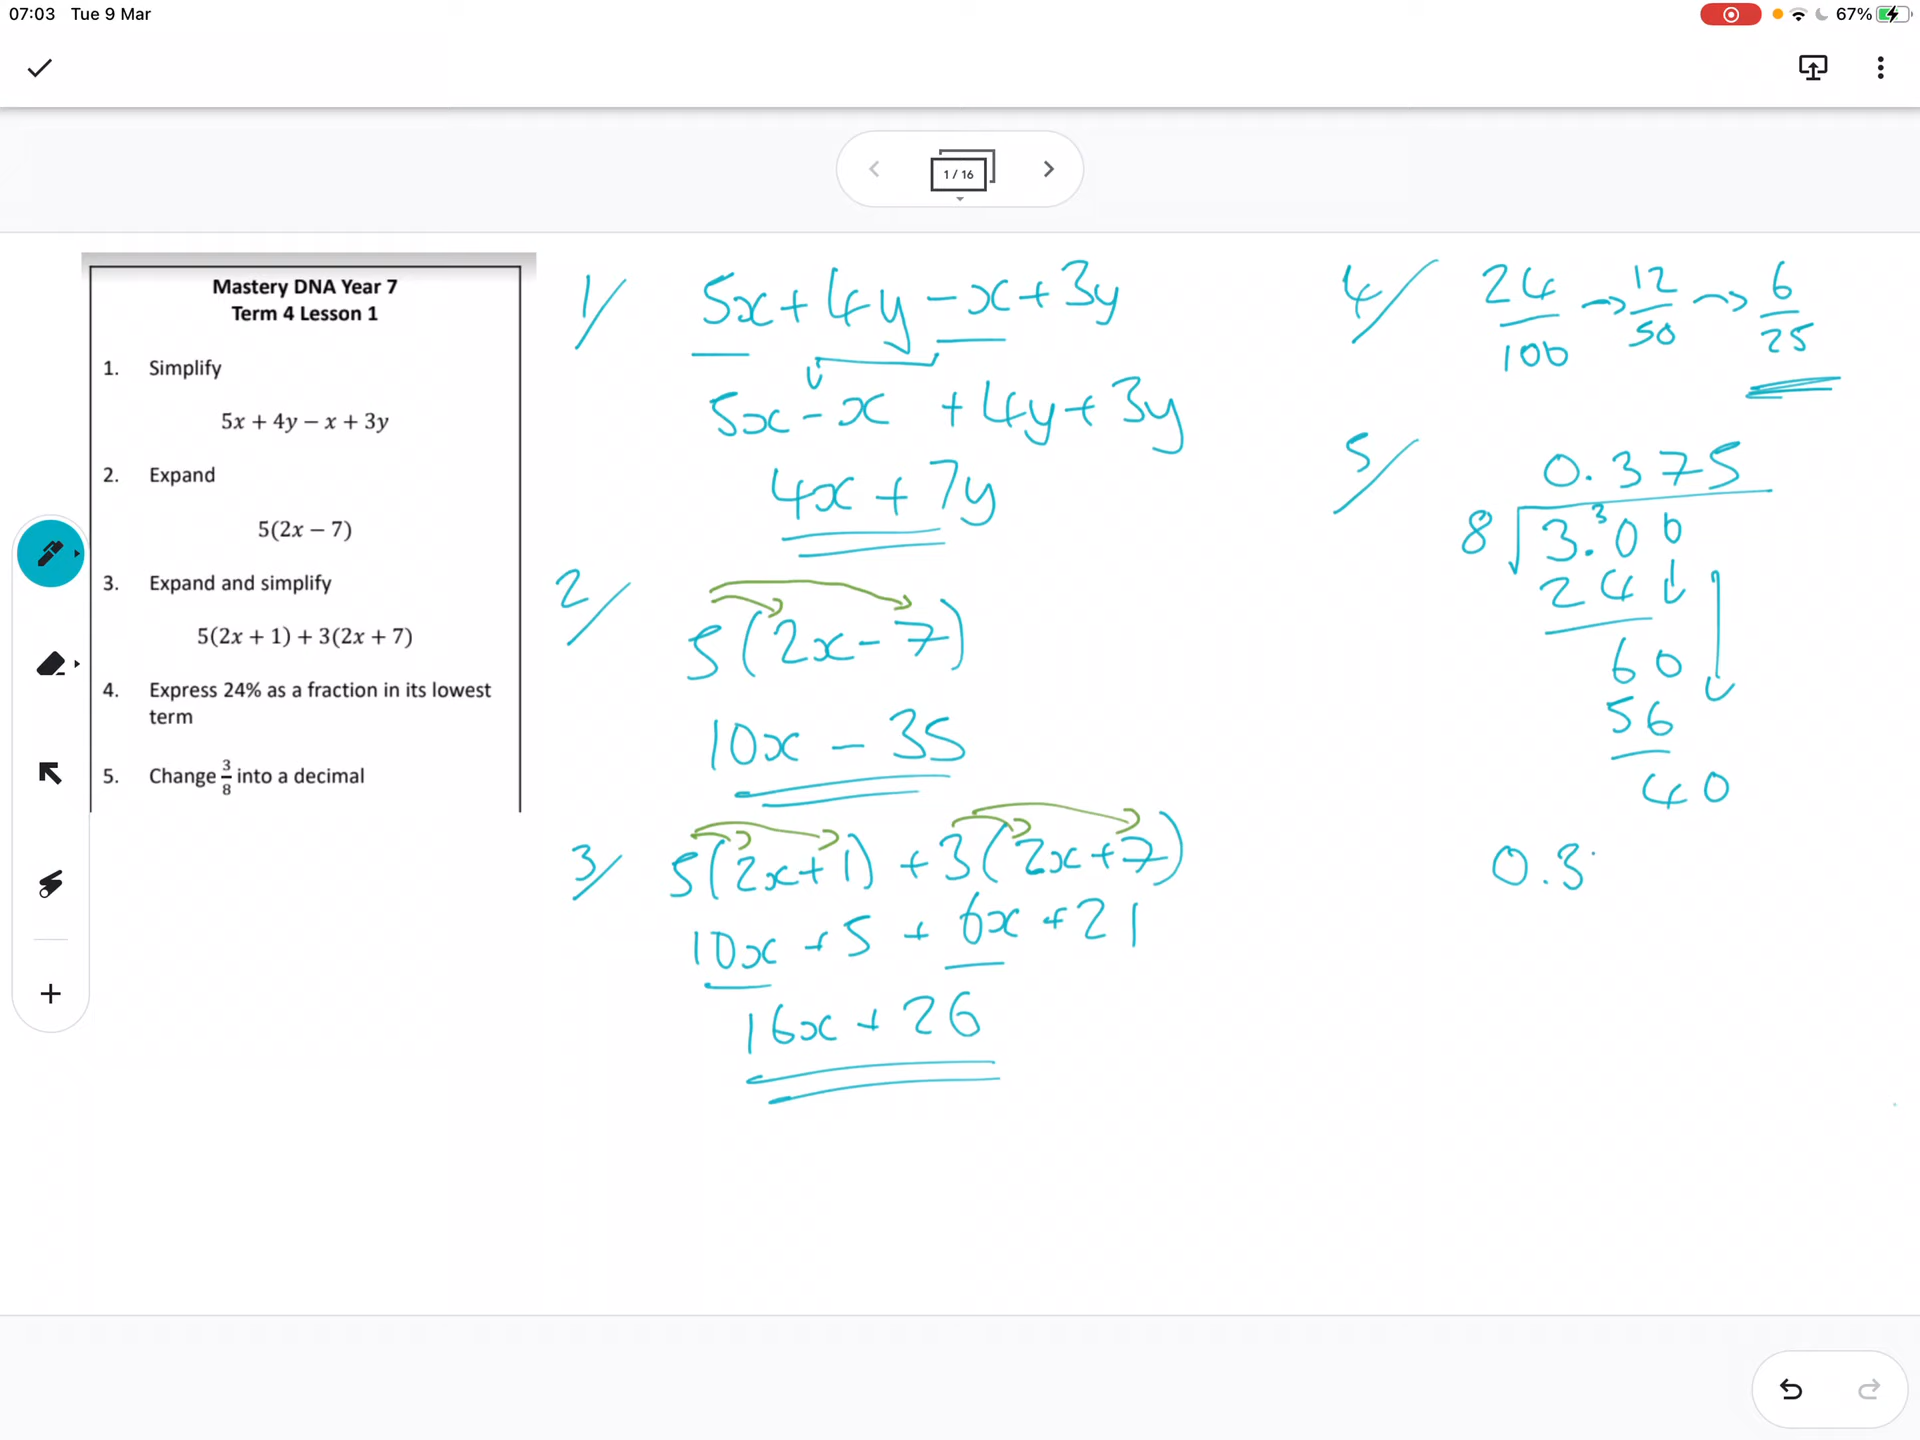 07:03 Tue 9 Mar
67%
1 / 16
Mastery DNA Year 7
Term 4 Lesson 1
1. Simplify
5x + 4y − x + 3y
2. Expand
5(2x − 7)
3. Expand and simplify
5(2x + 1) + 3(2x + 7)
4. Express 24% as a fraction in its lowest
term
5. Change 3/8 into a decimal
1/ 5x + 4y − x + 3y
5x − x + 4y + 3y
4x + 7y
2/ 5(2x − 7)
10x − 35
3/ 5(2x + 1) + 3(2x + 7)
10x + 5 + 6x + 21
16x + 26
4/ 24/100 → 12/50 → 6/25
5/ 0.375
8 3.³00
24
60
56
40
0.3